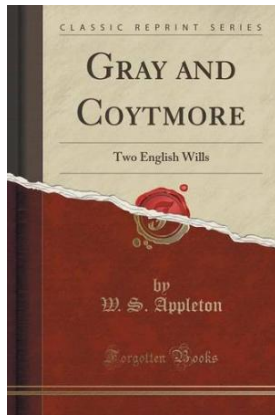 CLASSIC REPRINT SERIES
GRAY AND
COYTMORE
Two English Wills
by
W. S. Appleton
Forgotten Books